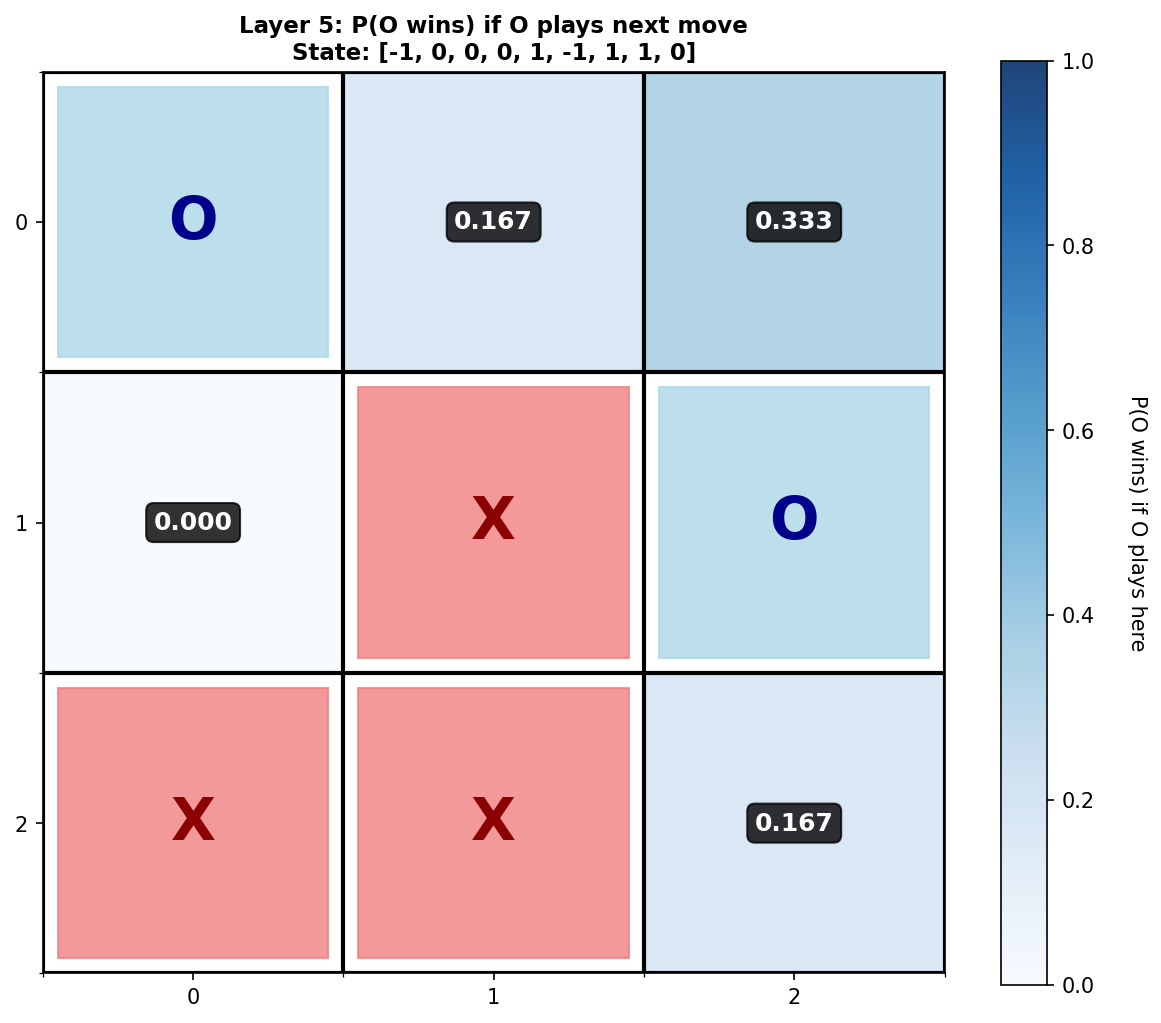 Layer 5: P(O wins) if O plays next move
State: [-1, 0, 0, 0, 1, -1, 1, 1, 0]
0
O
0.167
0.333
1
0.000
X
O
2
X
X
0.167
0
1
2
1.0
0.8
0.6
0.4
0.2
0.0
P(O wins) if O plays here